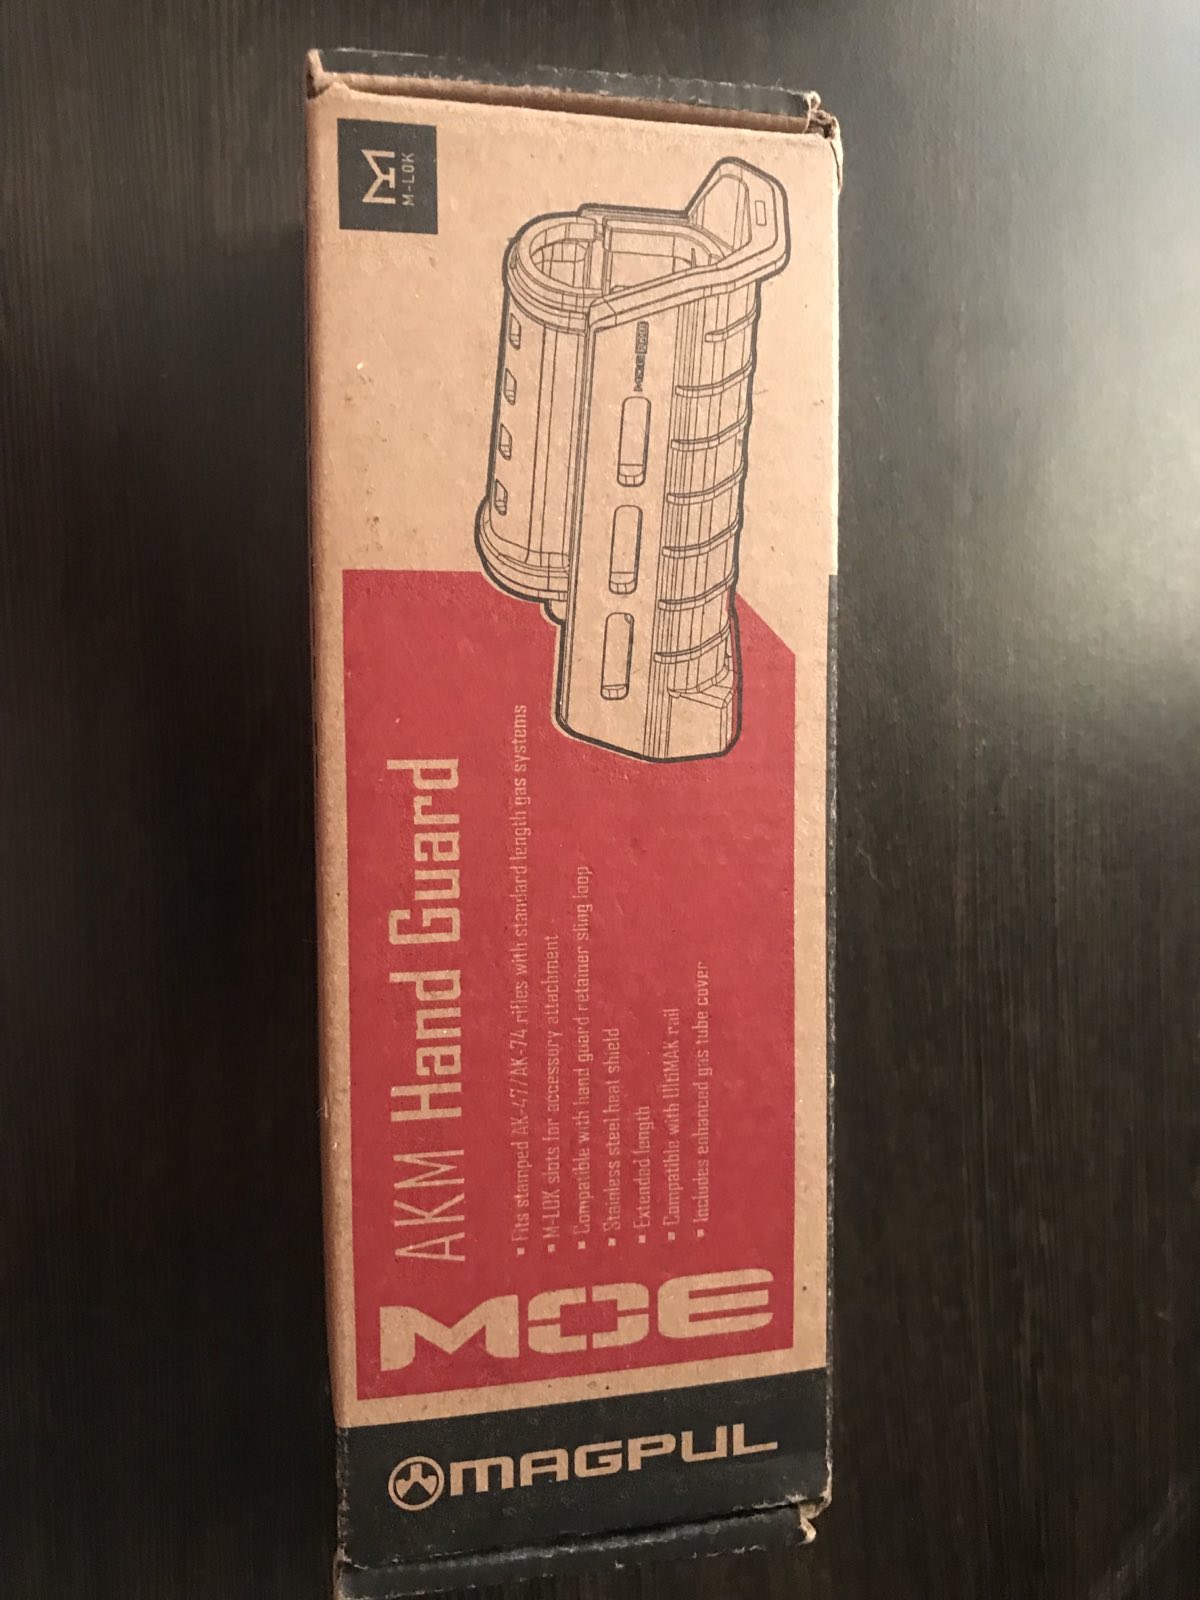 MAGPUL
MOE
AKM Hand Guard
▪ Fits stamped AK-47/AK-74 rifles with standard length gas systems
▪ M-LOK slots for accessory attachment
▪ Compatible with hand guard retainer sling loop
▪ Stainless steel heat shield
▪ Extended length
▪ Compatible with UltiMAK rail
▪ Includes enhanced gas tube cover
M-LOK